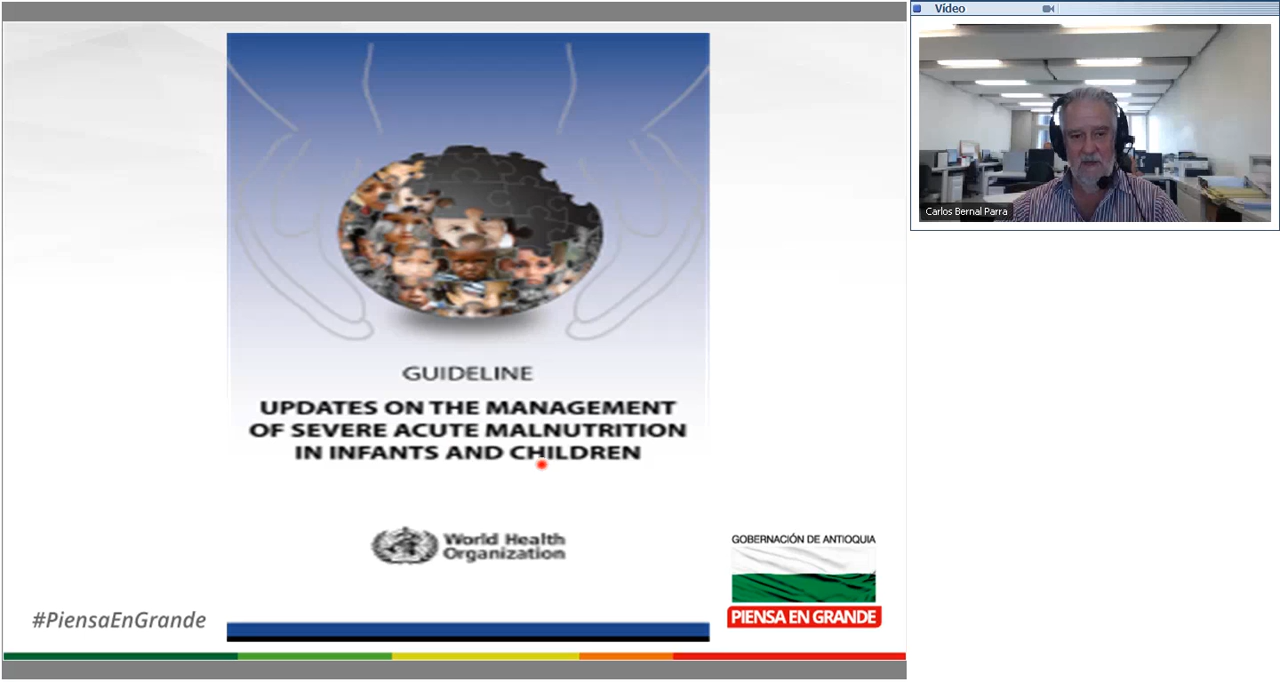 GUIDELINE
UPDATES ON THE MANAGEMENT
OF SEVERE ACUTE MALNUTRITION
IN INFANTS AND CHILDREN
World Health
Organization
#PiensaEnGrande
GOBERNACIÓN DE ANTIOQUIA
PIENSA EN GRANDE
Vídeo
Carlos Bernal Parra